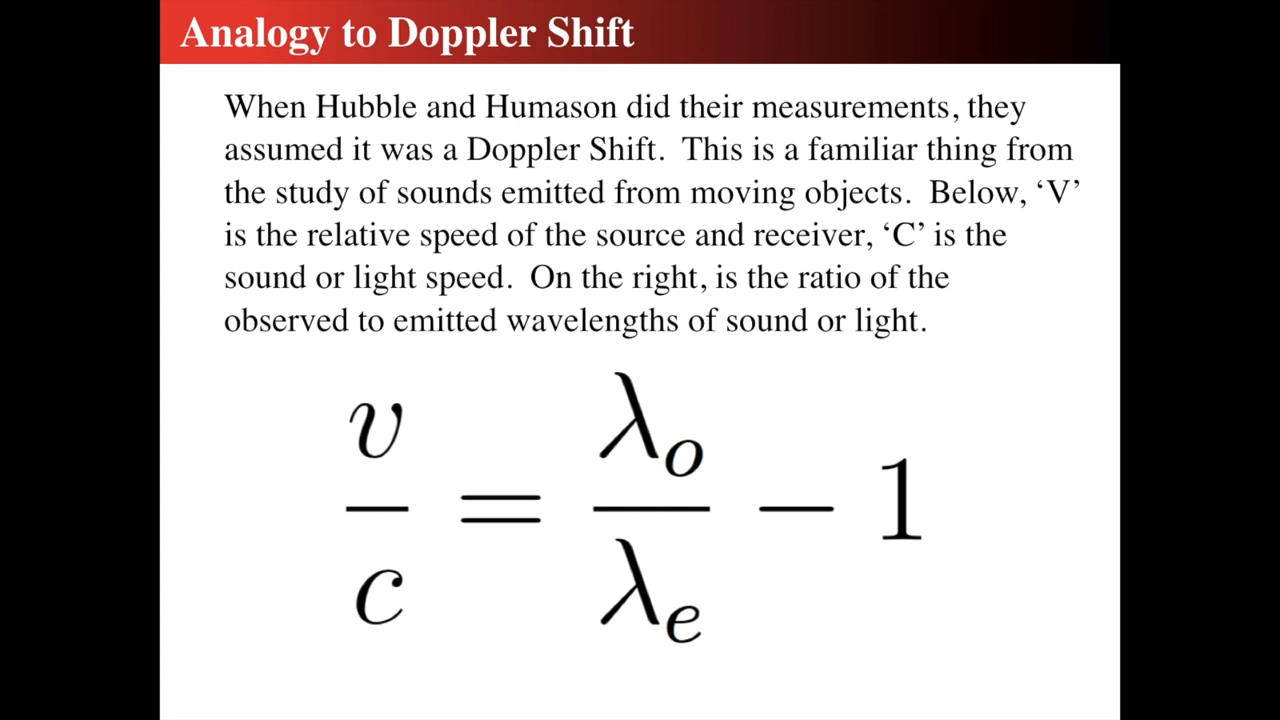 Analogy to Doppler Shift
When Hubble and Humason did their measurements, they
assumed it was a Doppler Shift.  This is a familiar thing from
the study of sounds emitted from moving objects.  Below, ‘V’
is the relative speed of the source and receiver, ‘C’ is the
sound or light speed.  On the right, is the ratio of the
observed to emitted wavelengths of sound or light.
v/c = λₒ/λₑ − 1